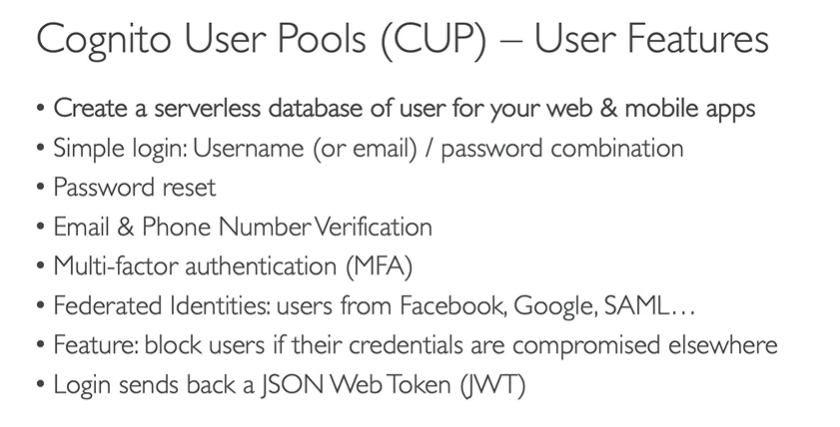 Cognito User Pools (CUP) – User Features
• Create a serverless database of user for your web & mobile apps
• Simple login: Username (or email) / password combination
• Password reset
• Email & Phone Number Verification
• Multi-factor authentication (MFA)
• Federated Identities: users from Facebook, Google, SAML…
• Feature: block users if their credentials are compromised elsewhere
• Login sends back a JSON Web Token (JWT)